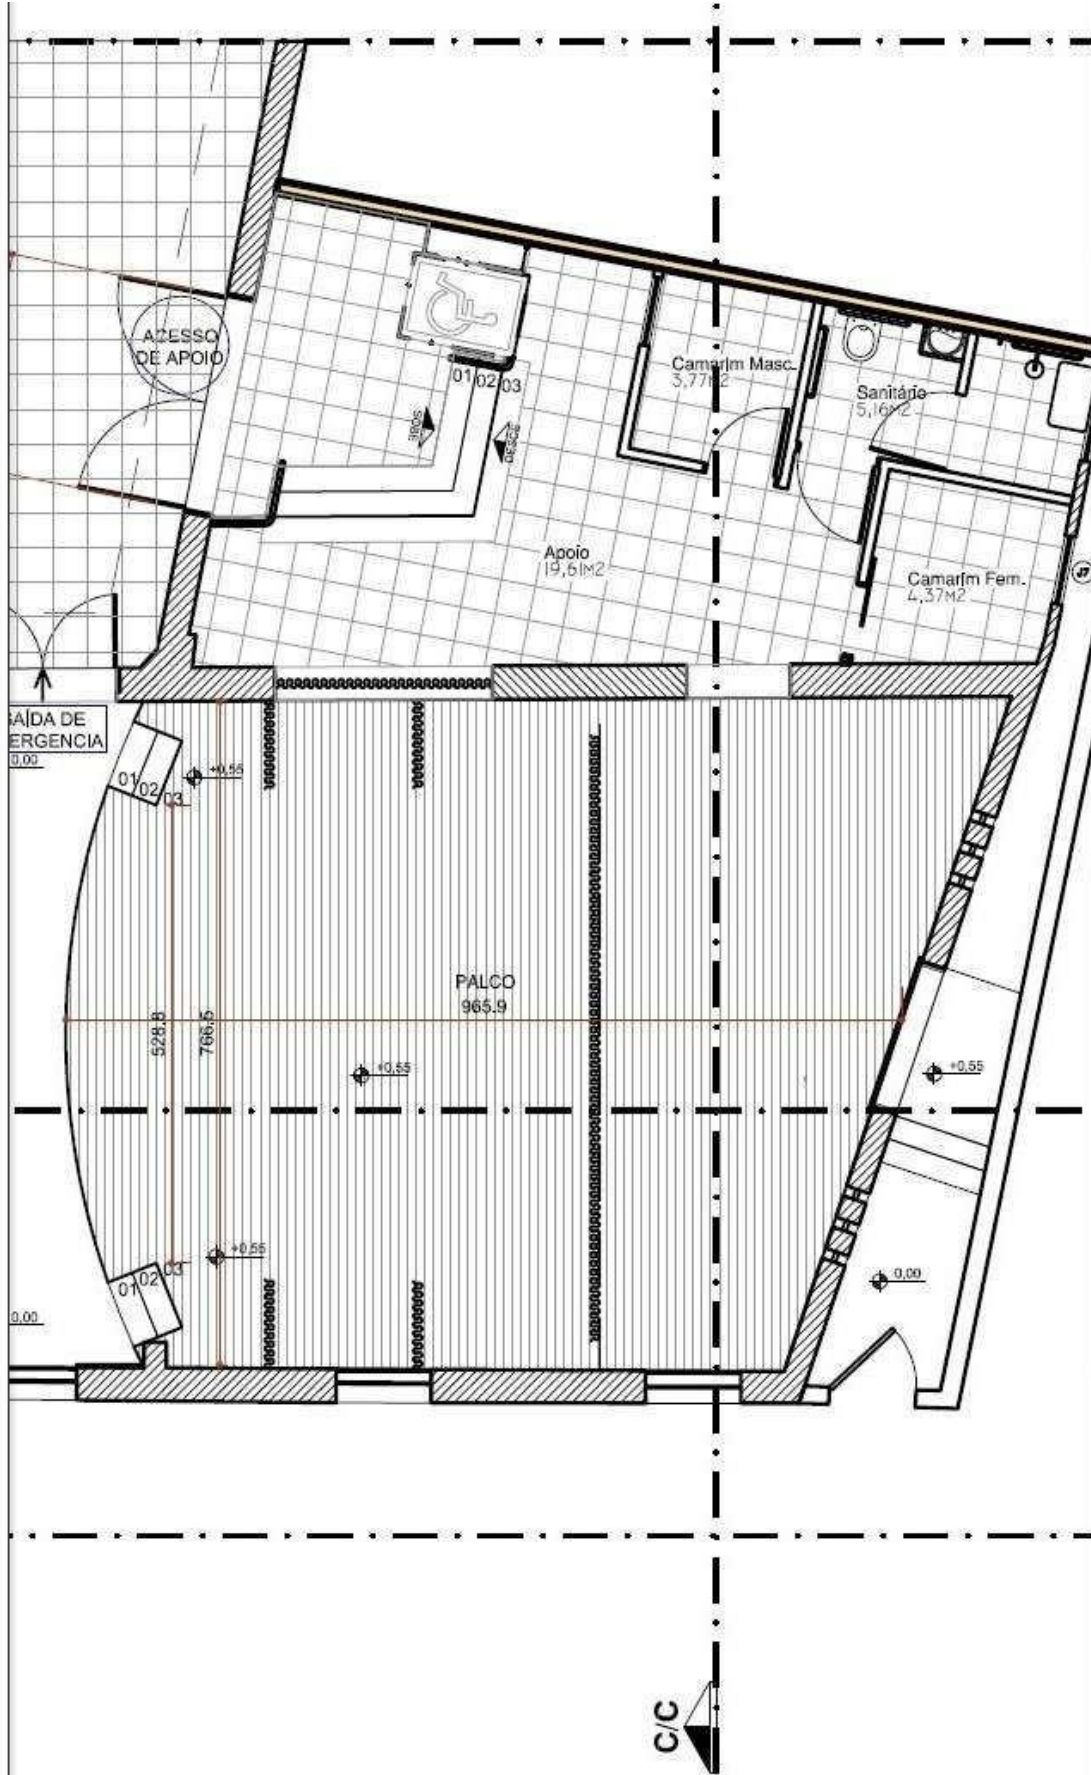 ACESSO
DE APOIO
01 02 03
SOBE
DESCE
Camarim Masc.
3,77M2
Sanitário
5,16M2
Apoio
19,61M2
Camarim Fem.
4,37M2
J7
SAÍDA DE
ERGENCIA
0,00
01 02 03
+0,55
PALCO
965.9
528.8
766.5
+0,55
+0,55
+0,55
01 02 03
0,00
0,00
C/C